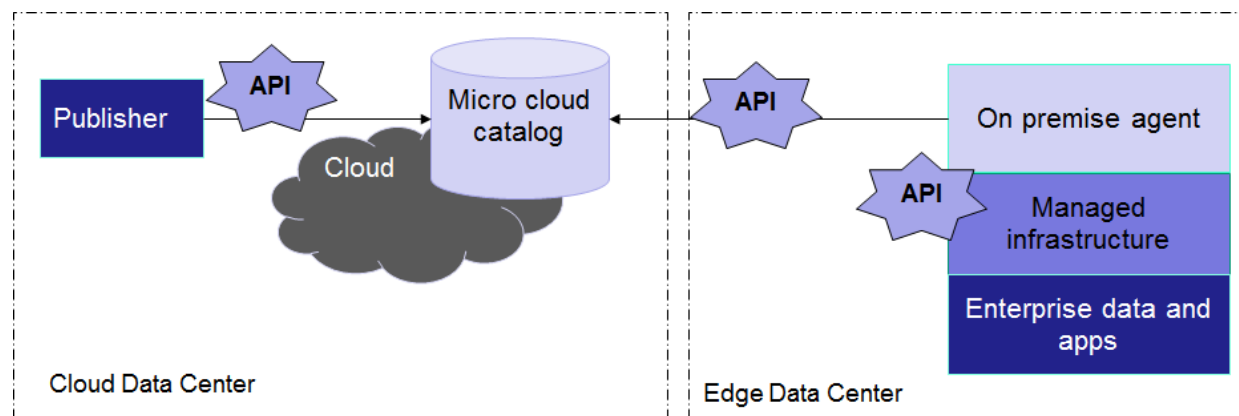 API
Publisher
Micro cloud
catalog
Cloud
Cloud Data Center
API
On premise agent
API
Managed
infrastructure
Enterprise data and
apps
Edge Data Center